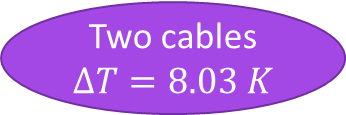 Two cables
ΔT = 8.03 K